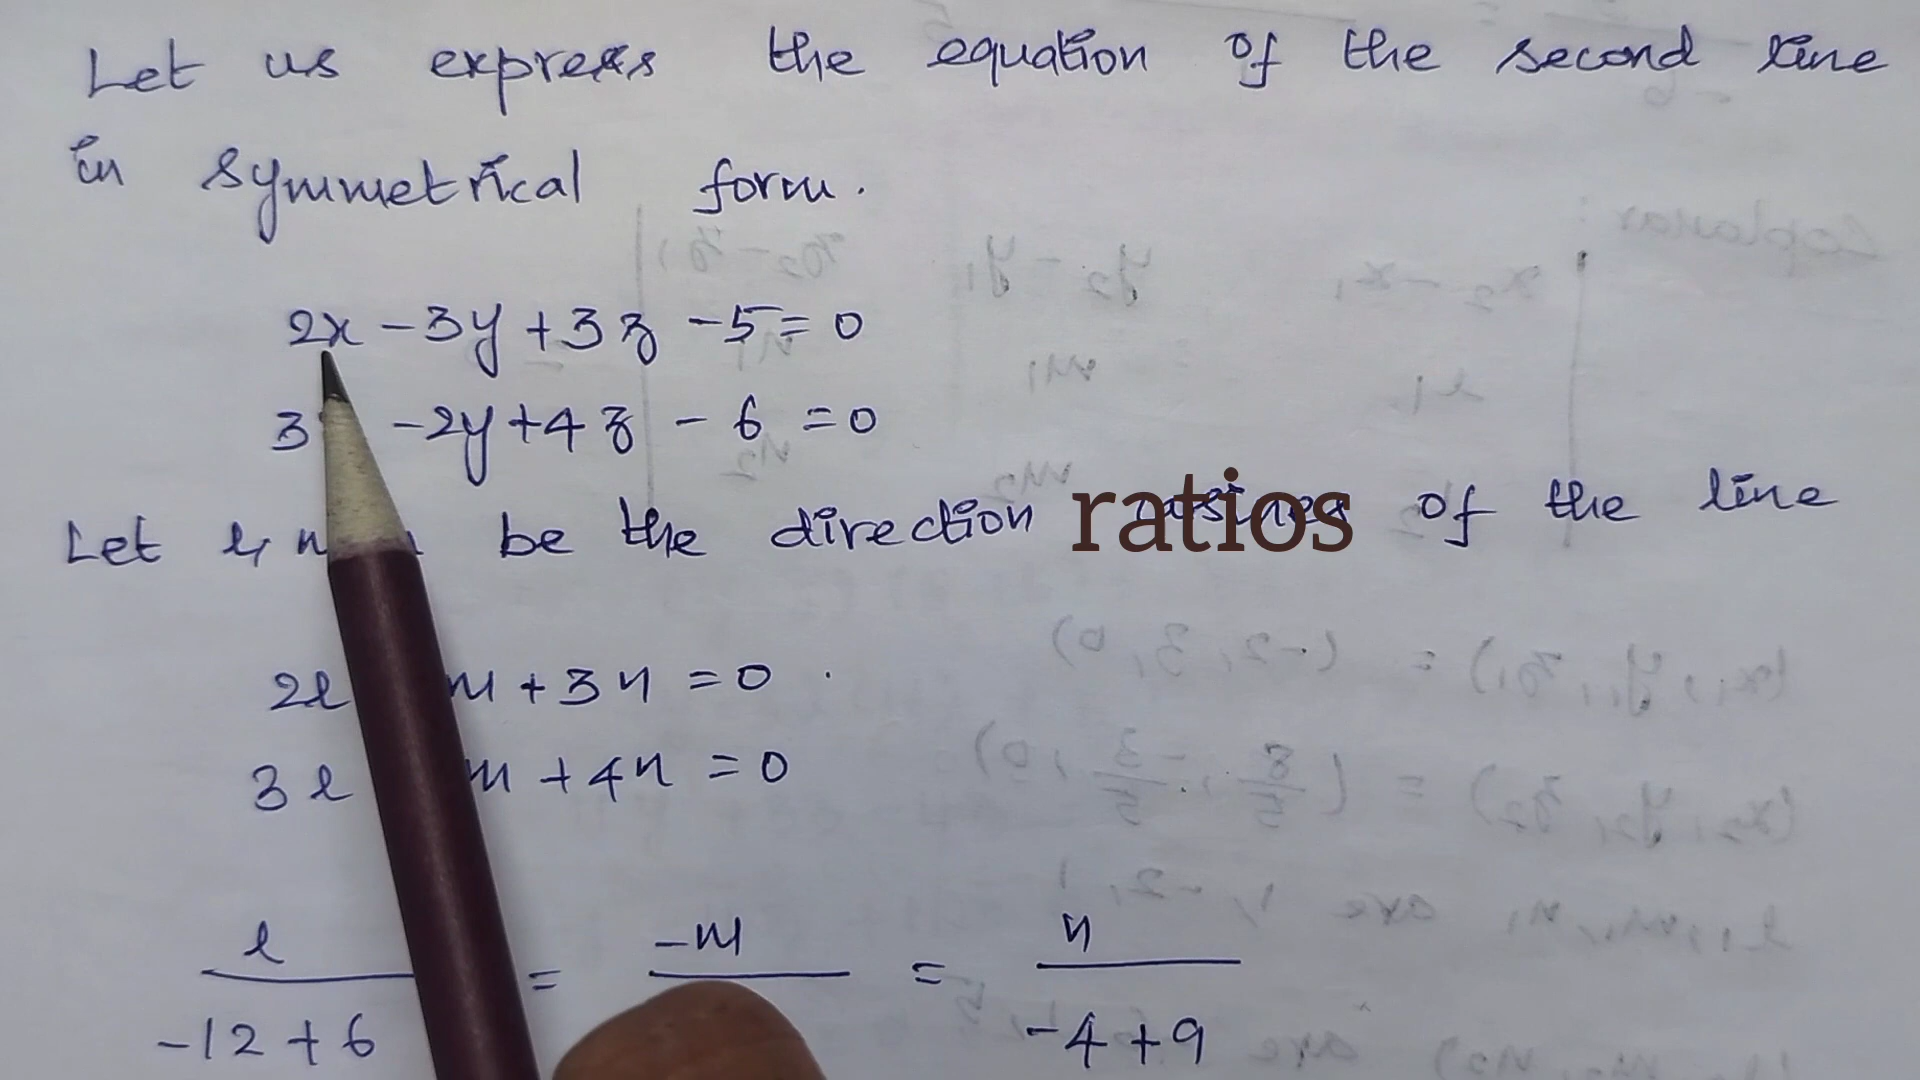 Let us express the equation of the second line
in symmetrical form.
2x - 3y + 3z - 5 = 0
3 - 2y + 4z - 6 = 0
Let l, be the direction ratios of the line
2l m + 3n = 0
3l m + 4n = 0
l = -m = n
-12 + 6 -4 + 9